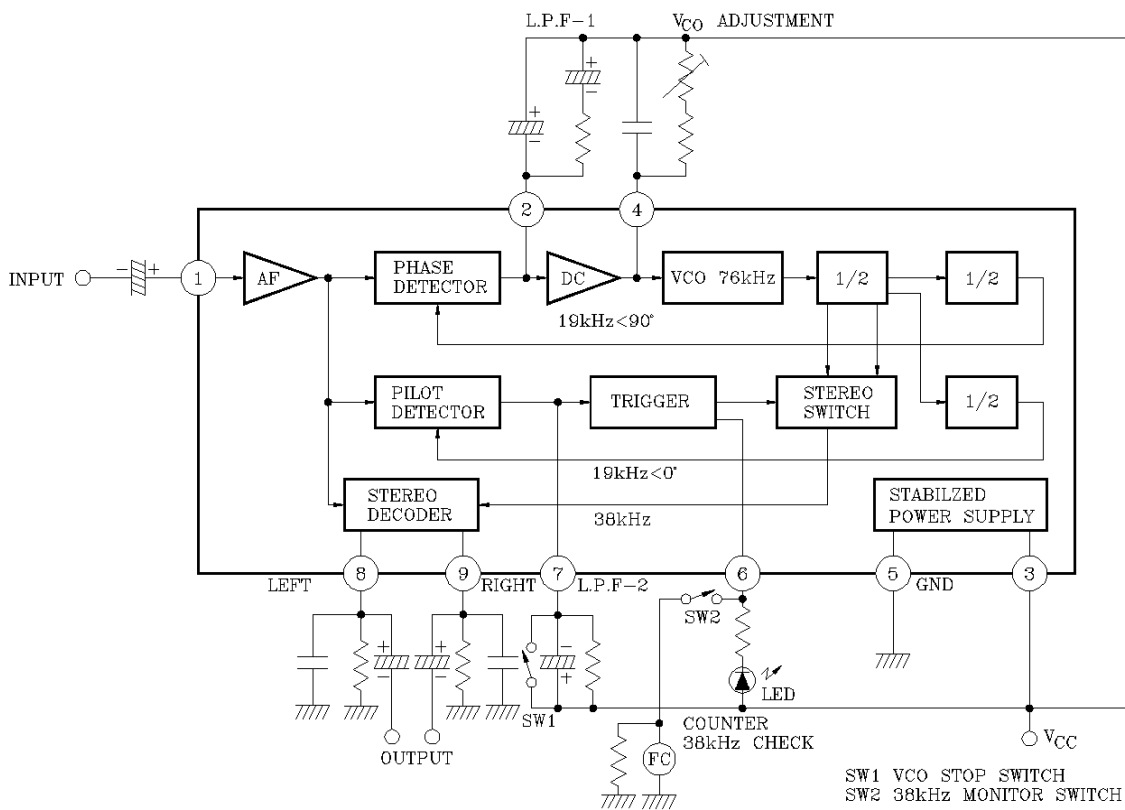 L.P.F-1
VCO ADJUSTMENT
+
-
+
-
2
4
INPUT
- +
1
AF
PHASE
DETECTOR
DC
VCO 76kHz
1/2
1/2
19kHz<90°
PILOT
DETECTOR
TRIGGER
STEREO
SWITCH
1/2
19kHz<0°
STEREO
DECODER
38kHz
STABILZED
POWER SUPPLY
LEFT
8
9
RIGHT
7
L.P.F-2
6
5
GND
3
SW2
+
-
+
-
-
+
SW1
LED
OUTPUT
COUNTER
38kHz CHECK
FC
VCC
SW1 VCO STOP SWITCH
SW2 38kHz MONITOR SWITCH